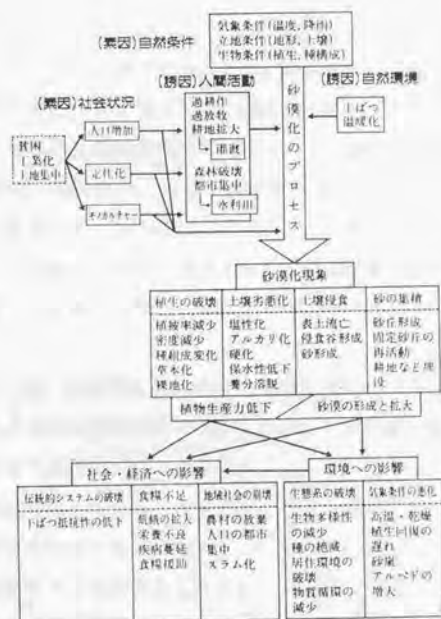 (素因)自然条件
気象条件(温度, 降雨)
立地条件(地形, 土壌)
生物条件(植生, 種構成)
(誘因)人間活動
(誘因)自然環境
(素因)社会状況
砂漠化のプロセス
干ばつ
温暖化
過耕作
過放牧
耕地拡大
灌漑
森林破壊
都市集中
水利用
人口増加
定住化
モノカルチャー
貧困
工業化
土地集中
砂漠化現象
植生の破壊
植被率減少
密度減少
種組成変化
草本化
裸地化
土壌劣悪化
塩性化
アルカリ化
硬化
保水性低下
養分溶脱
土壌侵食
表土流亡
侵食谷形成
砂形成
砂の集積
砂丘形成
固定砂丘の
再活動
耕地など埋
没
植物生産力低下
砂漠の形成と拡大
社会・経済への影響
環境への影響
伝統的システムの破壊
干ばつ抵抗性の低下
食糧不足
飢餓の拡大
栄養不良
疾病蔓延
食糧援助
地域社会の崩壊
農村の放棄
人口の都市
集中
スラム化
生態系の破壊
生物多様性
の減少
種の絶滅
居住環境の
破壊
物質循環の
減少
気象条件の悪化
高温・乾燥
植生回復の
遅れ
砂嵐
アルベドの
増大